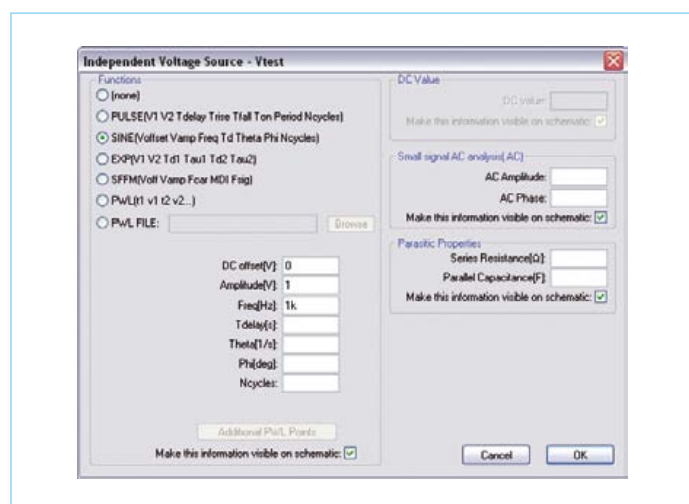 Independent Voltage Source - Vtest
Functions
(none)
PULSE(V1 V2 Tdelay Trise Tfall Ton Period Ncycles)
SINE(Voffset Vamp Freq Td Theta Phi Ncycles)
EXP(V1 V2 Td1 Tau1 Td2 Tau2)
SFFM(Voff Vamp Fcar MDI Fsig)
PWL(t1 v1 t2 v2...)
PWL FILE:
Browse
DC offset[V]: 0
Amplitude[V]: 1
Freq[Hz]: 1k
Tdelay[s]:
Theta[1/s]:
Phi[deg]:
Ncycles:
Additional PWL Points
Make this information visible on schematic:
DC Value
DC value:
Make this information visible on schematic:
Small signal AC analysis(.AC)
AC Amplitude:
AC Phase:
Make this information visible on schematic:
Parasitic Properties
Series Resistance[Ω]:
Parallel Capacitance[F]:
Make this information visible on schematic:
Cancel
OK